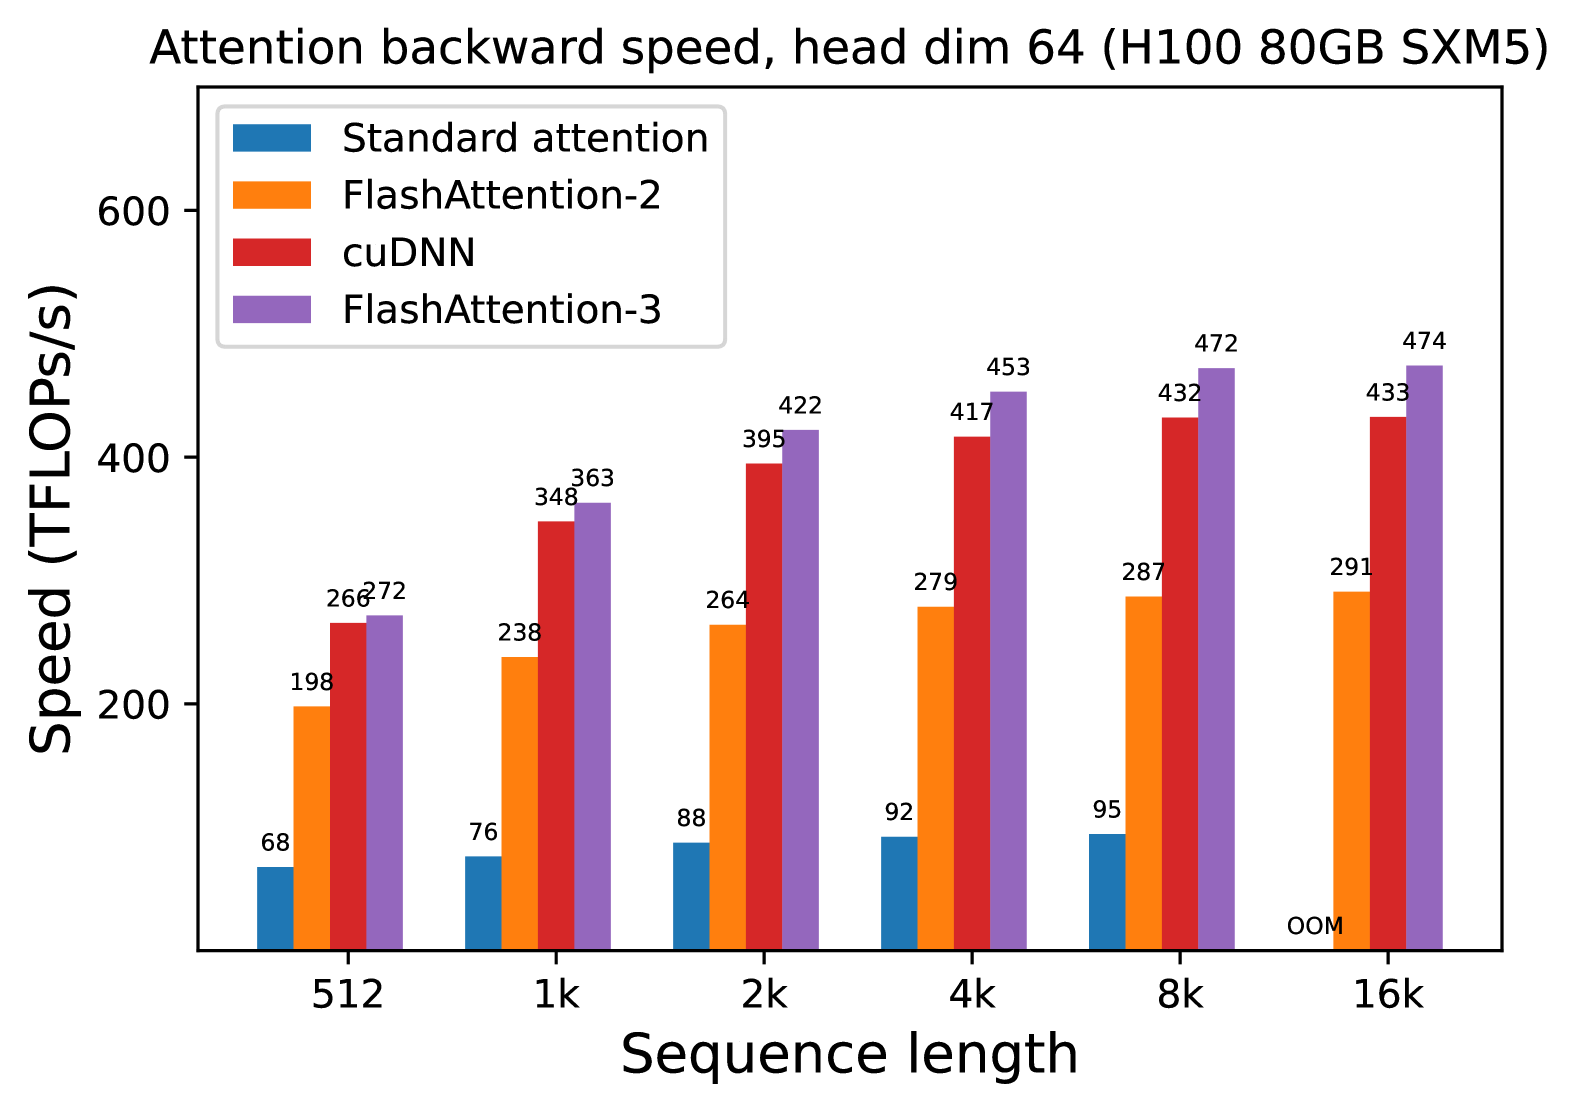 Attention backward speed, head dim 64 (H100 80GB SXM5)
Standard attention
FlashAttention-2
cuDNN
FlashAttention-3
Speed (TFLOPs/s)
600
400
200
68 198 266 272
76 238 348 363
88 264 395 422
92 279 417 453
95 287 432 472
OOM 291 433 474
512 1k 2k 4k 8k 16k
Sequence length